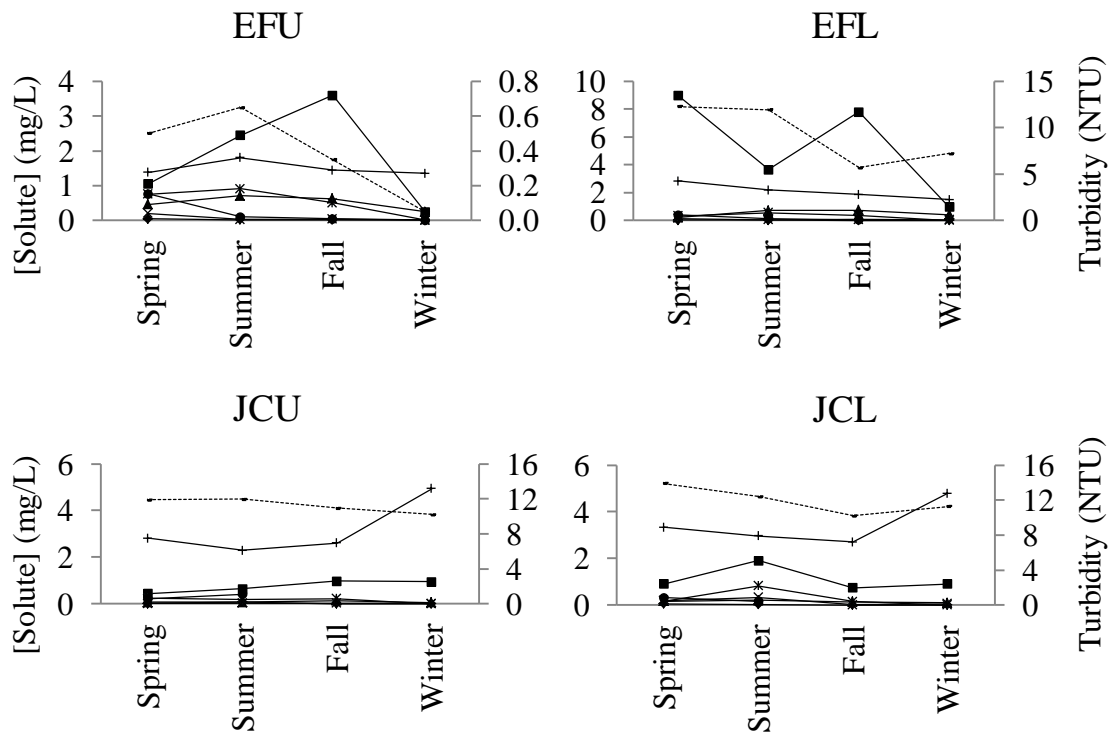 EFU
EFL
[Solute] (mg/L)
4
3
2
1
0
0.8
0.6
0.4
0.2
0.0
Spring
Summer
Fall
Winter
10
8
6
4
2
0
15
10
5
0
Turbidity (NTU)
Spring
Summer
Fall
Winter
JCU
JCL
[Solute] (mg/L)
6
4
2
0
16
12
8
4
0
Spring
Summer
Fall
Winter
6
4
2
0
16
12
8
4
0
Turbidity (NTU)
Spring
Summer
Fall
Winter